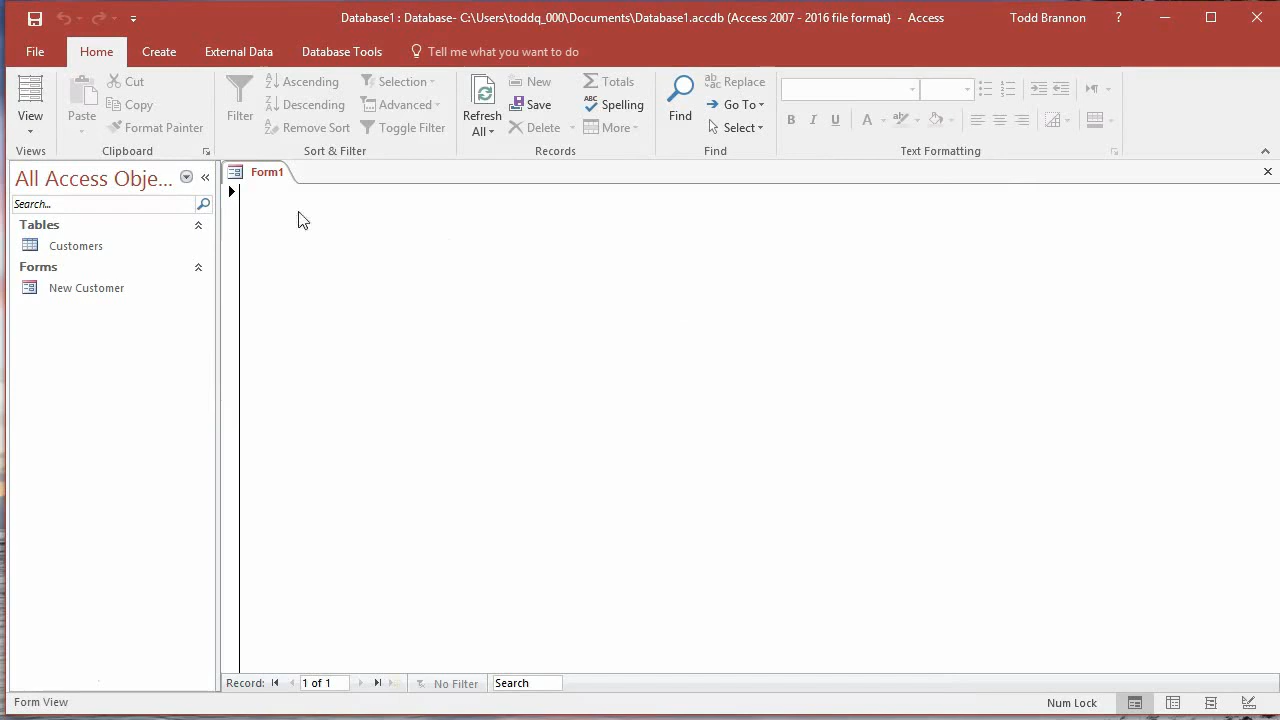 Database1 : Database- C:\Users\toddq_000\Documents\Database1.accdb (Access 2007 - 2016 file format) - Access
Todd Brannon
?
File
Home
Create
External Data
Database Tools
Tell me what you want to do
View
Views
Paste
Cut
Copy
Format Painter
Clipboard
Filter
Ascending
Descending
Remove Sort
Selection
Advanced
Toggle Filter
Sort & Filter
Refresh
All
New
Save
Delete
Totals
Spelling
More
Records
Find
Replace
Go To
Select
Find
B I U A
Text Formatting
All Access Obje...
Search...
Tables
Customers
Forms
New Customer
Form1
Record:
1 of 1
No Filter
Search
Form View
Num Lock